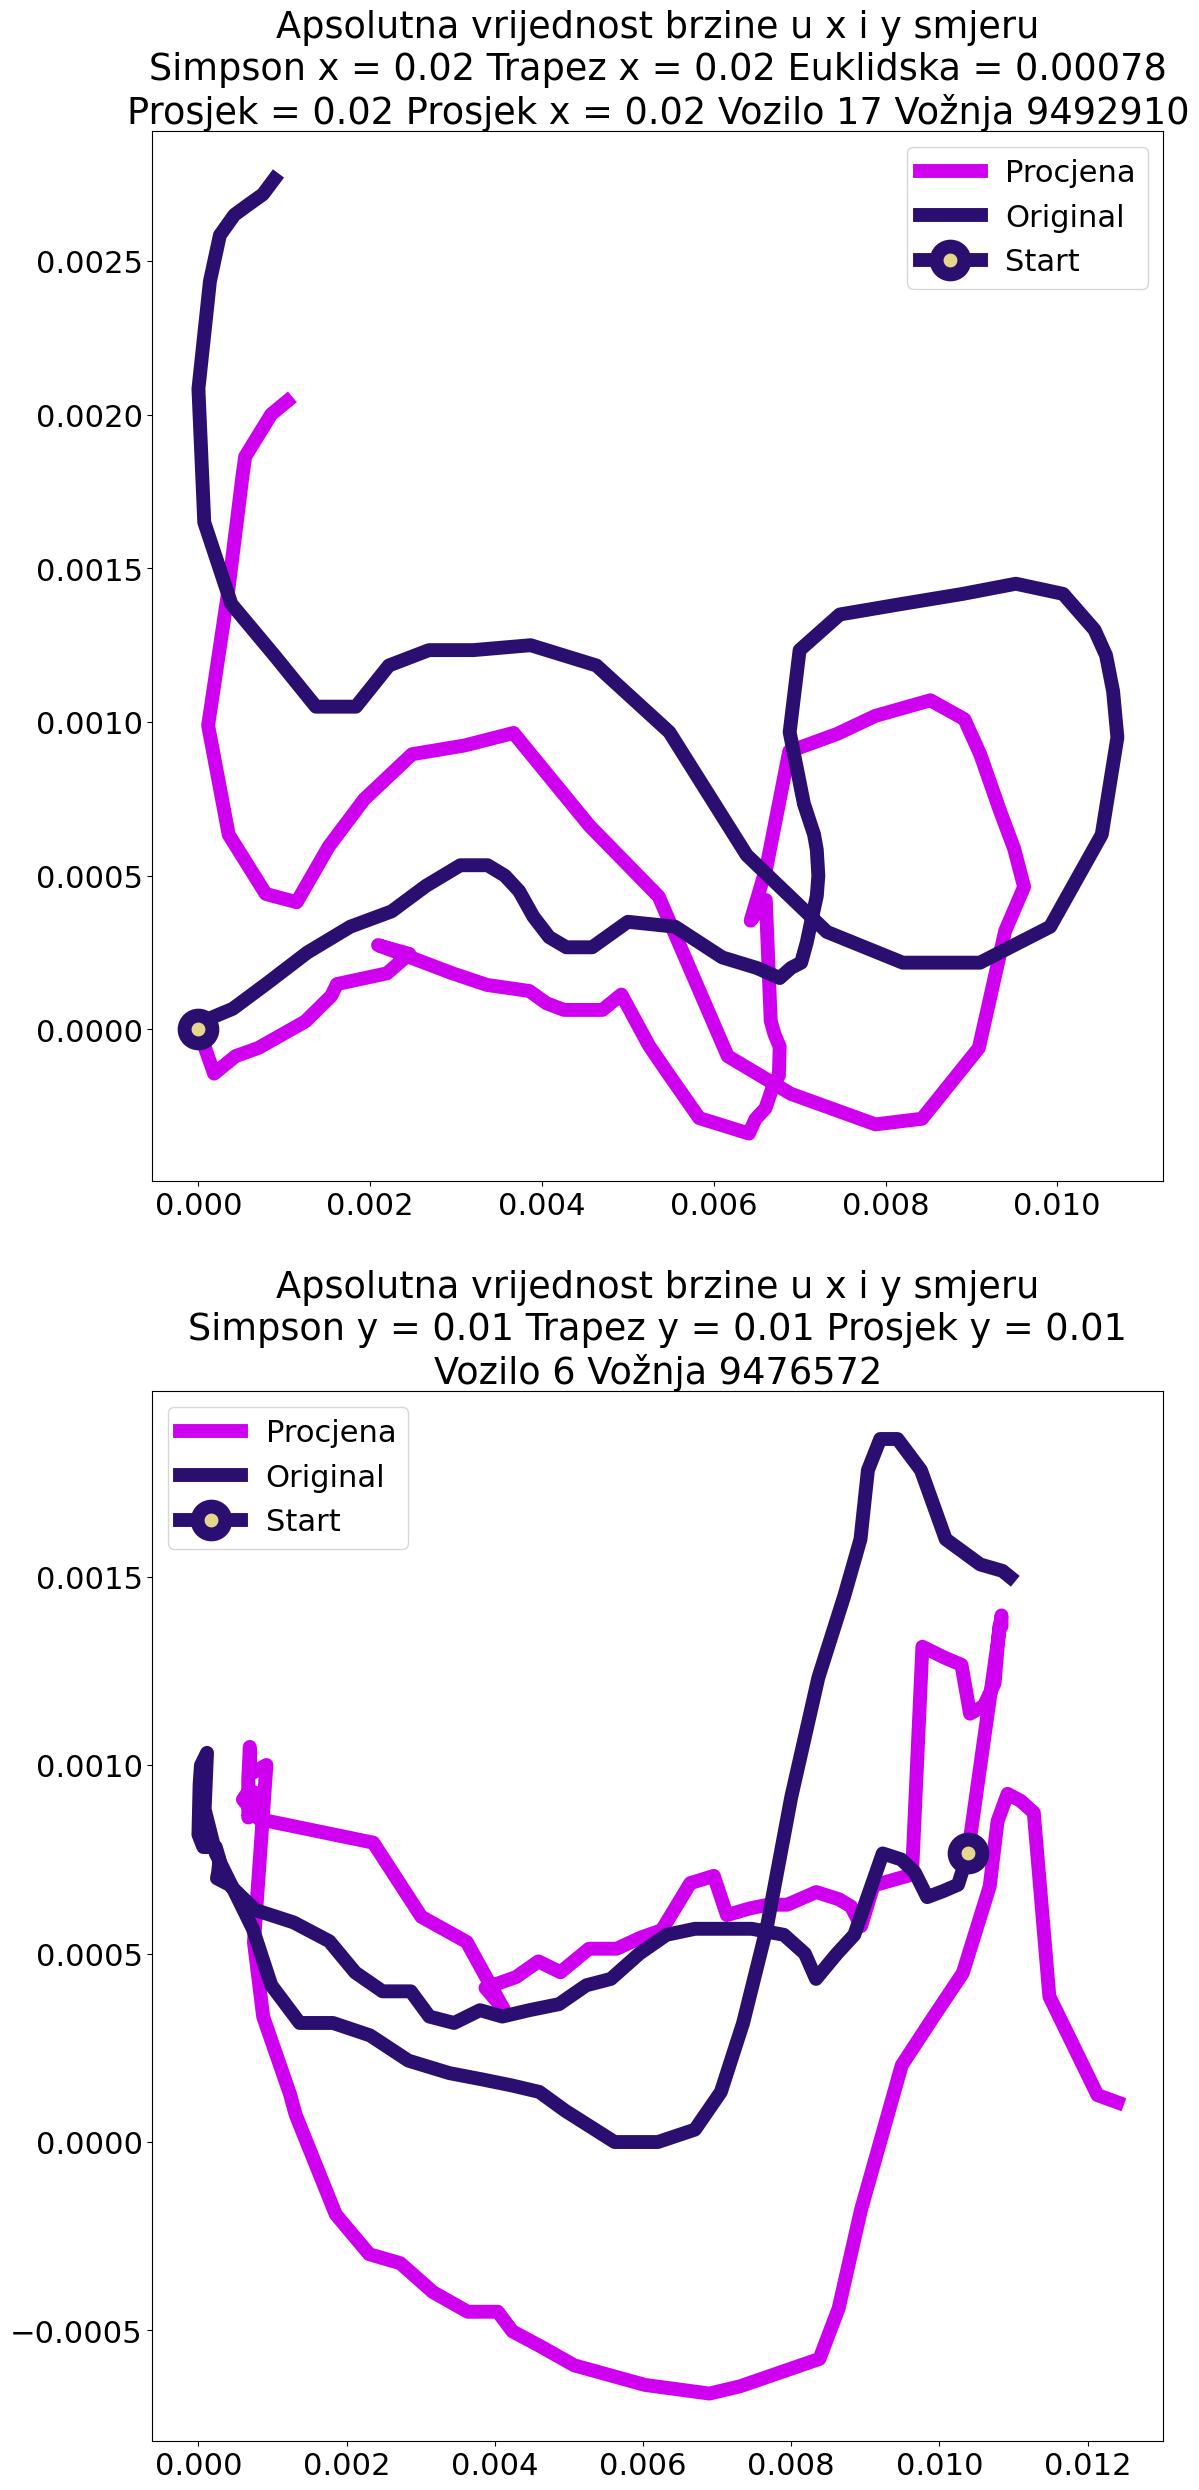 Apsolutna vrijednost brzine u x i y smjeru
Simpson x = 0.02 Trapez x = 0.02 Euklidska = 0.00078
Prosjek = 0.02 Prosjek x = 0.02 Vozilo 17 Vožnja 9492910
Procjena
Original
Start
0.0025
0.0020
0.0015
0.0010
0.0005
0.0000
0.000 0.002 0.004 0.006 0.008 0.010
Apsolutna vrijednost brzine u x i y smjeru
Simpson y = 0.01 Trapez y = 0.01 Prosjek y = 0.01
Vozilo 6 Vožnja 9476572
Procjena
Original
Start
0.0015
0.0010
0.0005
0.0000
−0.0005
0.000 0.002 0.004 0.006 0.008 0.010 0.012